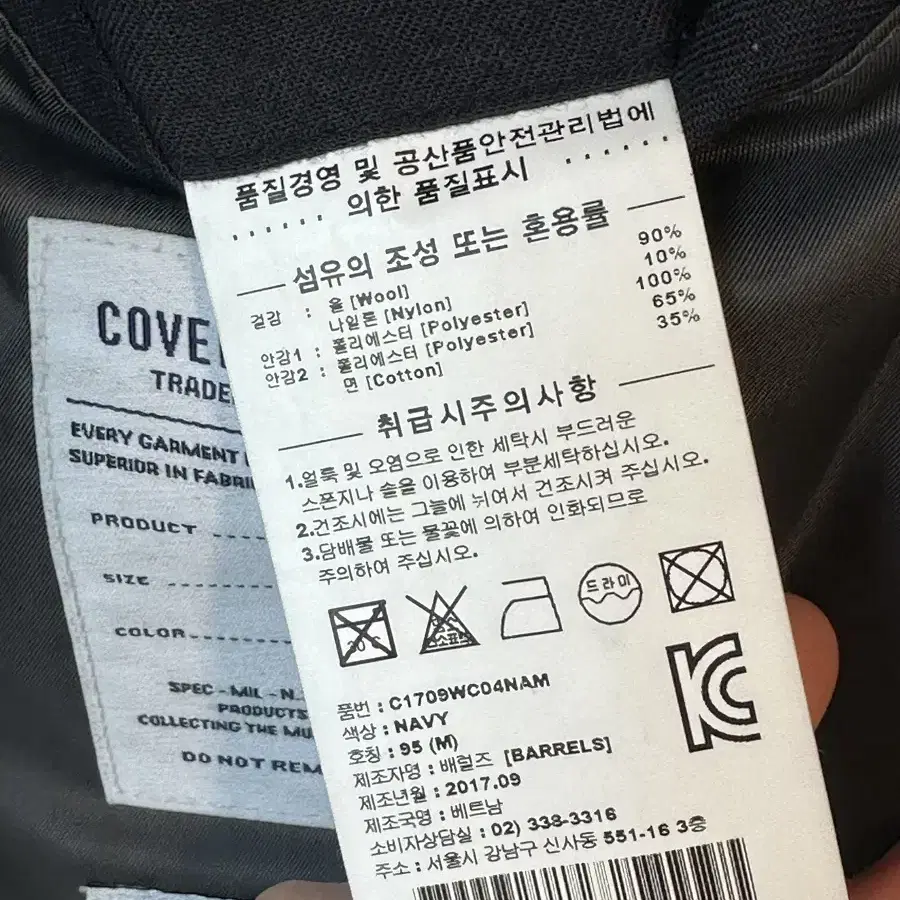 품질경영 및 공산품안전관리법에
의한 품질표시
섬유의 조성 또는 혼용률
겉감 : 울 [Wool] 90%
나일론 [Nylon] 10%
안감1 : 폴리에스터 [Polyester] 100%
안감2 : 폴리에스터 [Polyester] 65%
면 [Cotton] 35%
취급시주의사항
1.얼룩 및 오염으로 인한 세탁시 부드러운
스폰지나 솔을 이용하여 부분세탁하십시오.
2.건조시에는 그늘에 뉘여서 건조시켜 주십시오.
3.담배불 또는 불꽃에 의하여 인화되므로
주의하여 주십시오.
드라이
품번 : C1709WC04NAM
색상 : NAVY
호칭 : 95 (M)
제조자명 : 배럴즈 [BARRELS]
제조년월 : 2017.09
제조국명 : 베트남
소비자상담실 : 02) 338-3316
주소 : 서울시 강남구 신사동 551-16 3층
KC
COVE
TRADE
EVERY GARMENT
SUPERIOR IN FABRI
PRODUCT
SIZE
COLOR
SPEC - MIL - N.
PRODUCTS
COLLECTING THE MU
DO NOT REM